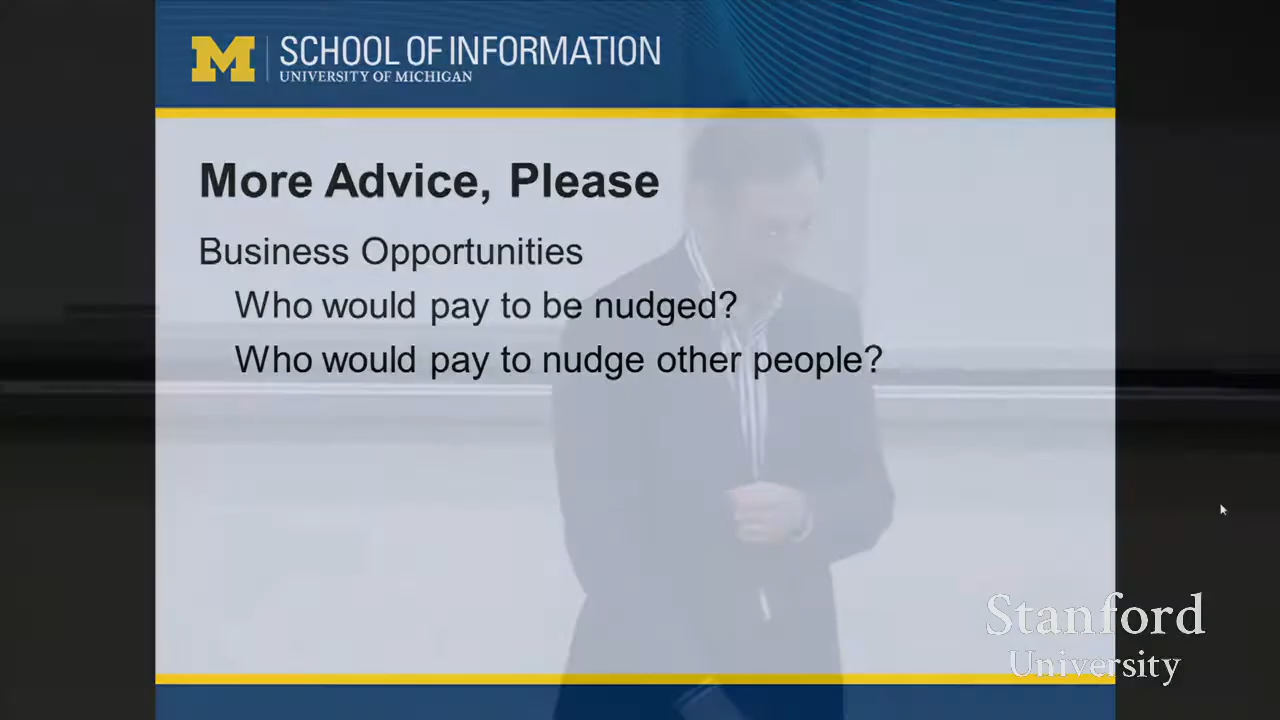 M
SCHOOL OF INFORMATION
UNIVERSITY OF MICHIGAN
More Advice, Please
Business Opportunities
Who would pay to be nudged?
Who would pay to nudge other people?
Stanford
University